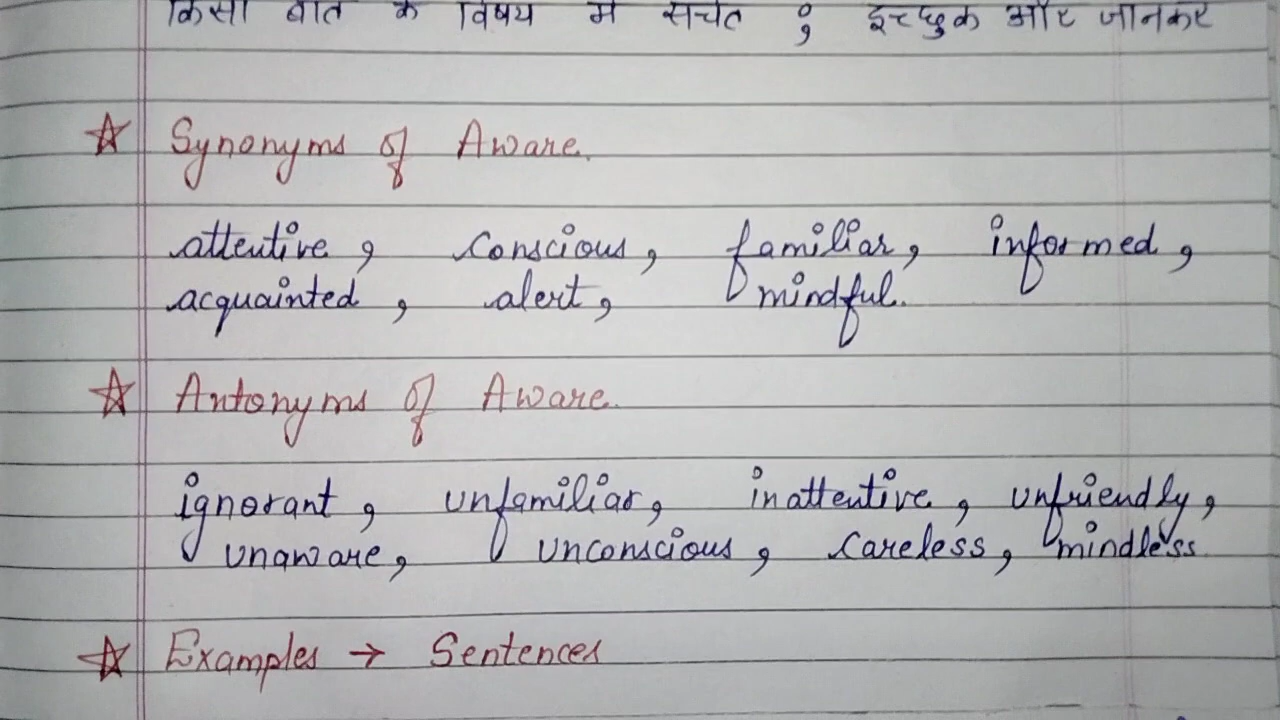 किसी बात के विषय में सचेत ; इच्छुक और जानकर
☆ Synonyms of Aware.
attentive, conscious, familiar, informed,
acquainted, alert, mindful.
☆ Antonyms of Aware.
ignorant, unfamiliar, inattentive, unfriendly,
unaware, unconscious, careless, mindless
☆ Examples → Sentences